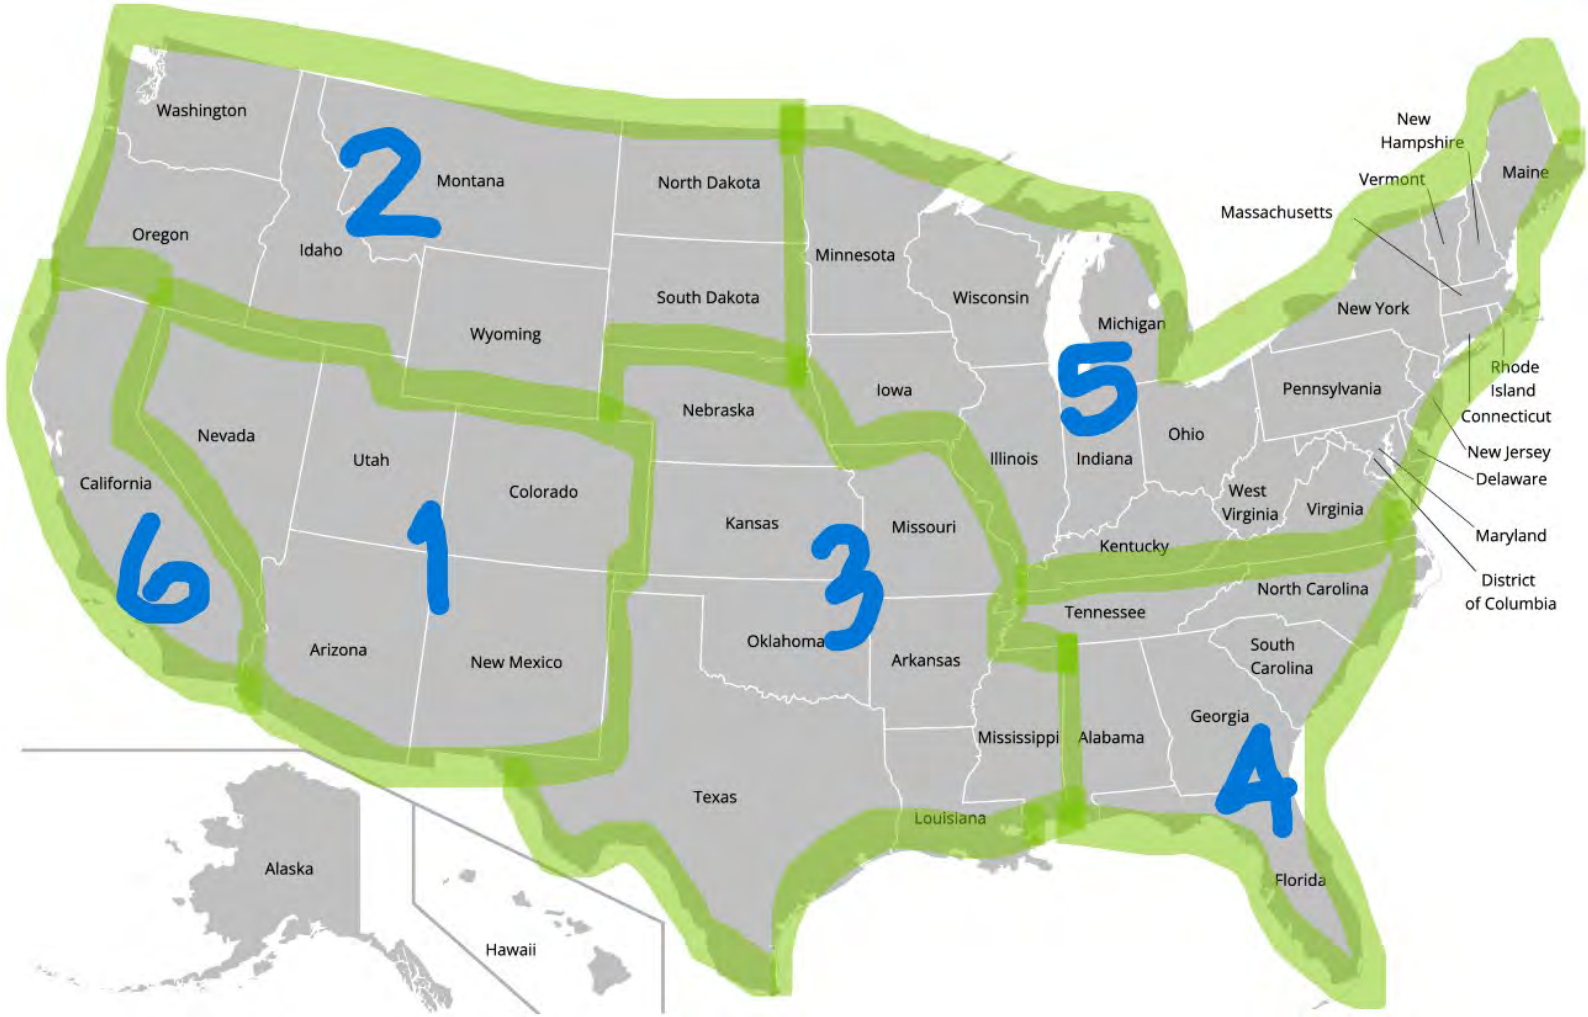 New
Hampshire
Washington
Maine
Vermont
2
Montana
North Dakota
Massachusetts
Oregon
Idaho
Minnesota
South Dakota
Wisconsin
New York
Michigan
Wyoming
5
Rhode
Island
Iowa
Pennsylvania
Nebraska
Connecticut
Nevada
Ohio
New Jersey
Utah
Illinois
Indiana
Delaware
California
Colorado
West
Virginia
Virginia
Kansas
Missouri
Maryland
Kentucky
6
1
3
District
of Columbia
North Carolina
Tennessee
Oklahoma
Arizona
New Mexico
Arkansas
South
Carolina
Georgia
Mississippi
Alabama
4
Texas
Louisiana
Alaska
Florida
Hawaii